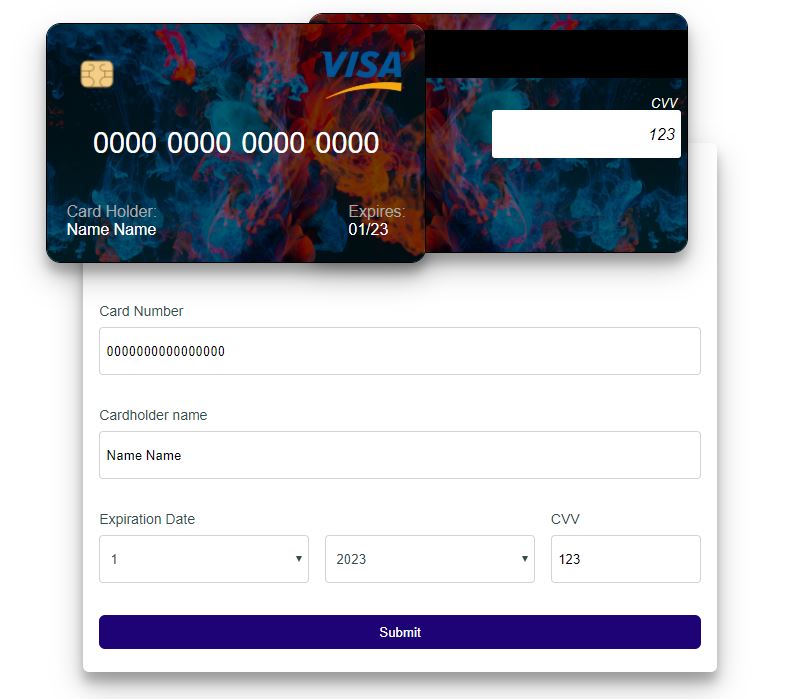 VISA
0000 0000 0000 0000
Card Holder:
Name Name
Expires:
01/23
CVV
123
Card Number
0000000000000000
Cardholder name
Name Name
Expiration Date
1
2023
CVV
123
Submit